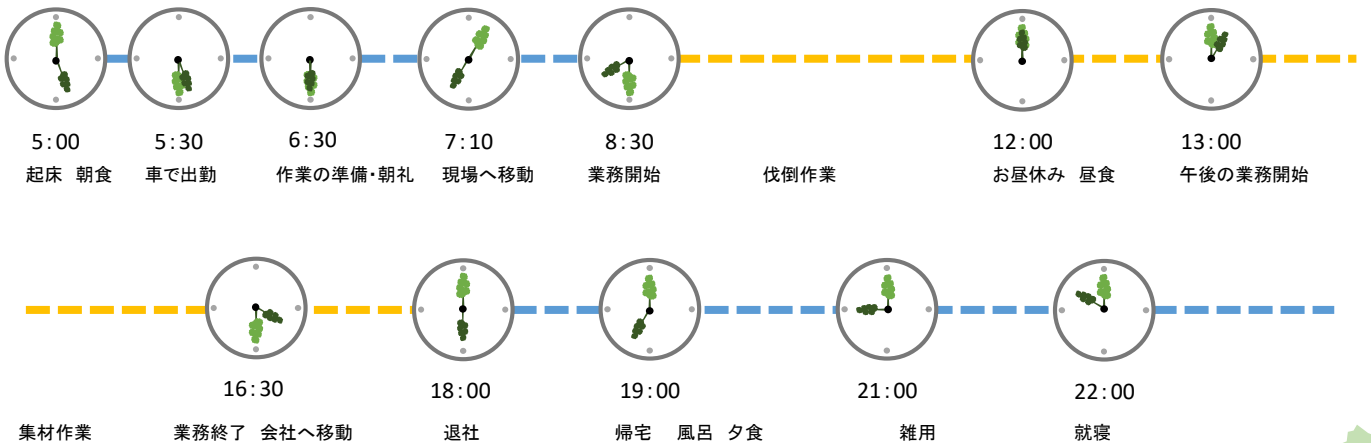 5:00 5:30 6:30 7:10 8:30 12:00 13:00
起床 朝食 車で出勤 作業の準備・朝礼 現場へ移動 業務開始 伐倒作業 お昼休み 昼食 午後の業務開始
16:30 18:00 19:00 21:00 22:00
集材作業 業務終了 会社へ移動 退社 帰宅 風呂 夕食 雑用 就寝